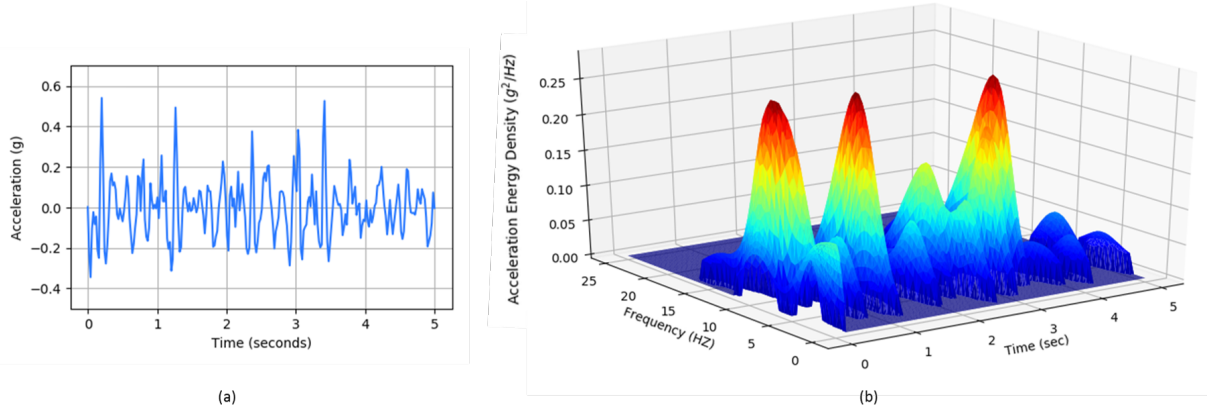 0.6
0.4
0.2
0.0
−0.2
−0.4
Acceleration (g)
0 1 2 3 4 5
Time (seconds)
(a)
Acceleration Energy Density (g²/Hz)
0.25
0.20
0.15
0.10
0.05
0.00
25
20
15
10
5
0
Frequency (HZ)
0 1 2 3 4 5
Time (sec)
(b)